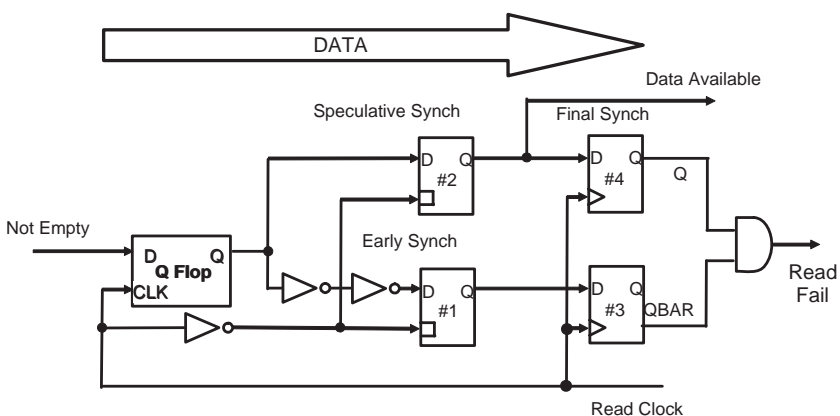 DATA
Data Available
Speculative Synch
Final Synch
D Q
#2
D Q
#4
Q
Not Empty
D Q
Q Flop
CLK
Early Synch
D Q
#1
D Q
#3
QBAR
Read
Fail
Read Clock